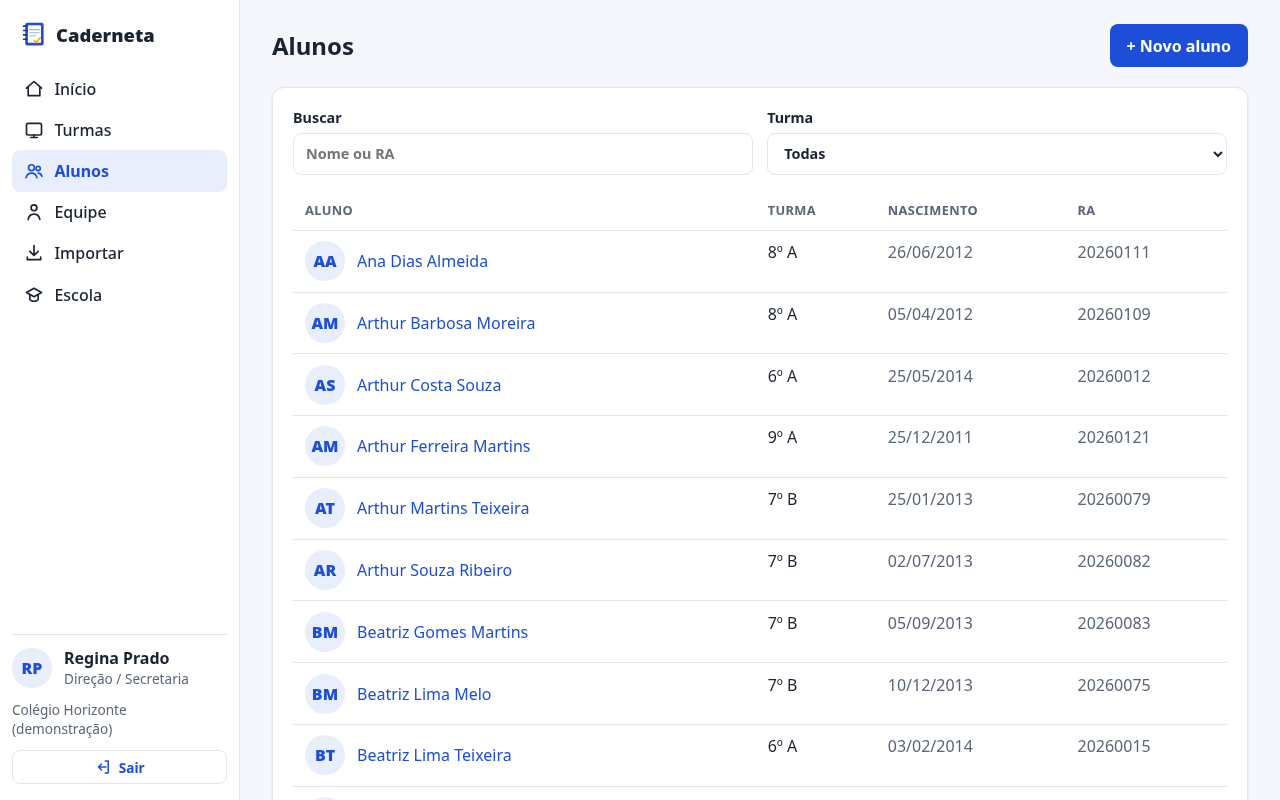 Caderneta
Início
Turmas
Alunos
Equipe
Importar
Escola
RP
Regina Prado
Direção / Secretaria
Colégio Horizonte
(demonstração)
Sair
Alunos
+ Novo aluno
Buscar
Turma
Nome ou RA
Todas
ALUNO TURMA NASCIMENTO RA
AA Ana Dias Almeida 8º A 26/06/2012 20260111
AM Arthur Barbosa Moreira 8º A 05/04/2012 20260109
AS Arthur Costa Souza 6º A 25/05/2014 20260012
AM Arthur Ferreira Martins 9º A 25/12/2011 20260121
AT Arthur Martins Teixeira 7º B 25/01/2013 20260079
AR Arthur Souza Ribeiro 7º B 02/07/2013 20260082
BM Beatriz Gomes Martins 7º B 05/09/2013 20260083
BM Beatriz Lima Melo 7º B 10/12/2013 20260075
BT Beatriz Lima Teixeira 6º A 03/02/2014 20260015